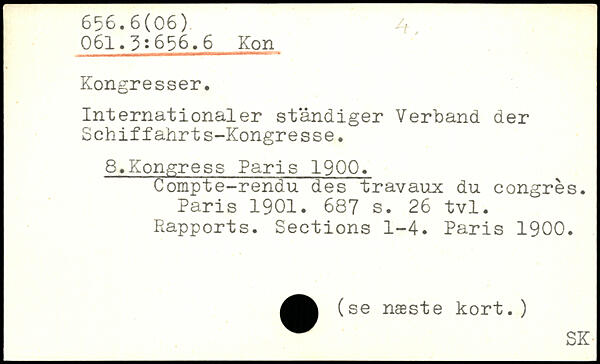 656.6(06)
4.
061.3:656.6 Kon
Kongresser.
Internationaler ständiger Verband der
Schiffahrts-Kongresse.
8.Kongress Paris 1900.
Compte-rendu des travaux du congrès.
Paris 1901. 687 s. 26 tvl.
Rapports. Sections 1-4. Paris 1900.
(se næste kort.)
SK